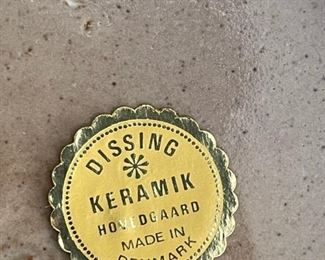 DISSING
*
KERAMIK
HOVEDGAARD
MADE IN
DENMARK